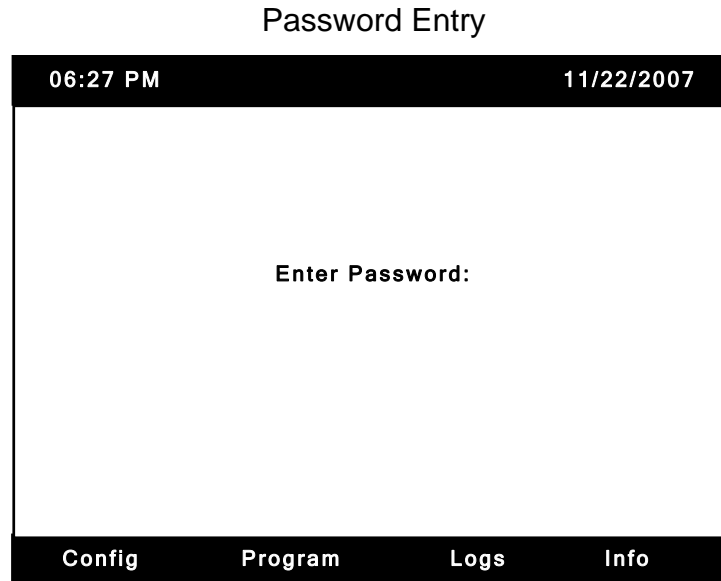 Password Entry
06:27 PM 11/22/2007
Enter Password:
Config Program Logs Info